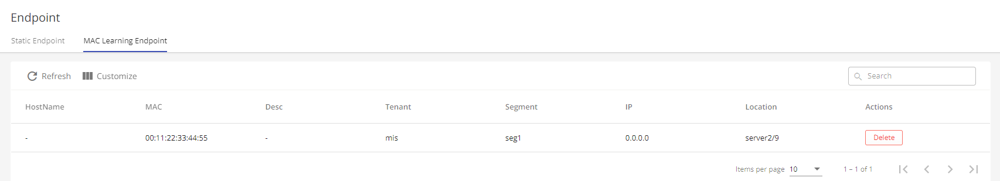 Endpoint
Static Endpoint MAC Learning Endpoint
Refresh Customize Search
HostName MAC Desc Tenant Segment IP Location Actions
- 00:11:22:33:44:55 - mis seg1 0.0.0.0 server2/9 Delete
Items per page 10 1 – 1 of 1